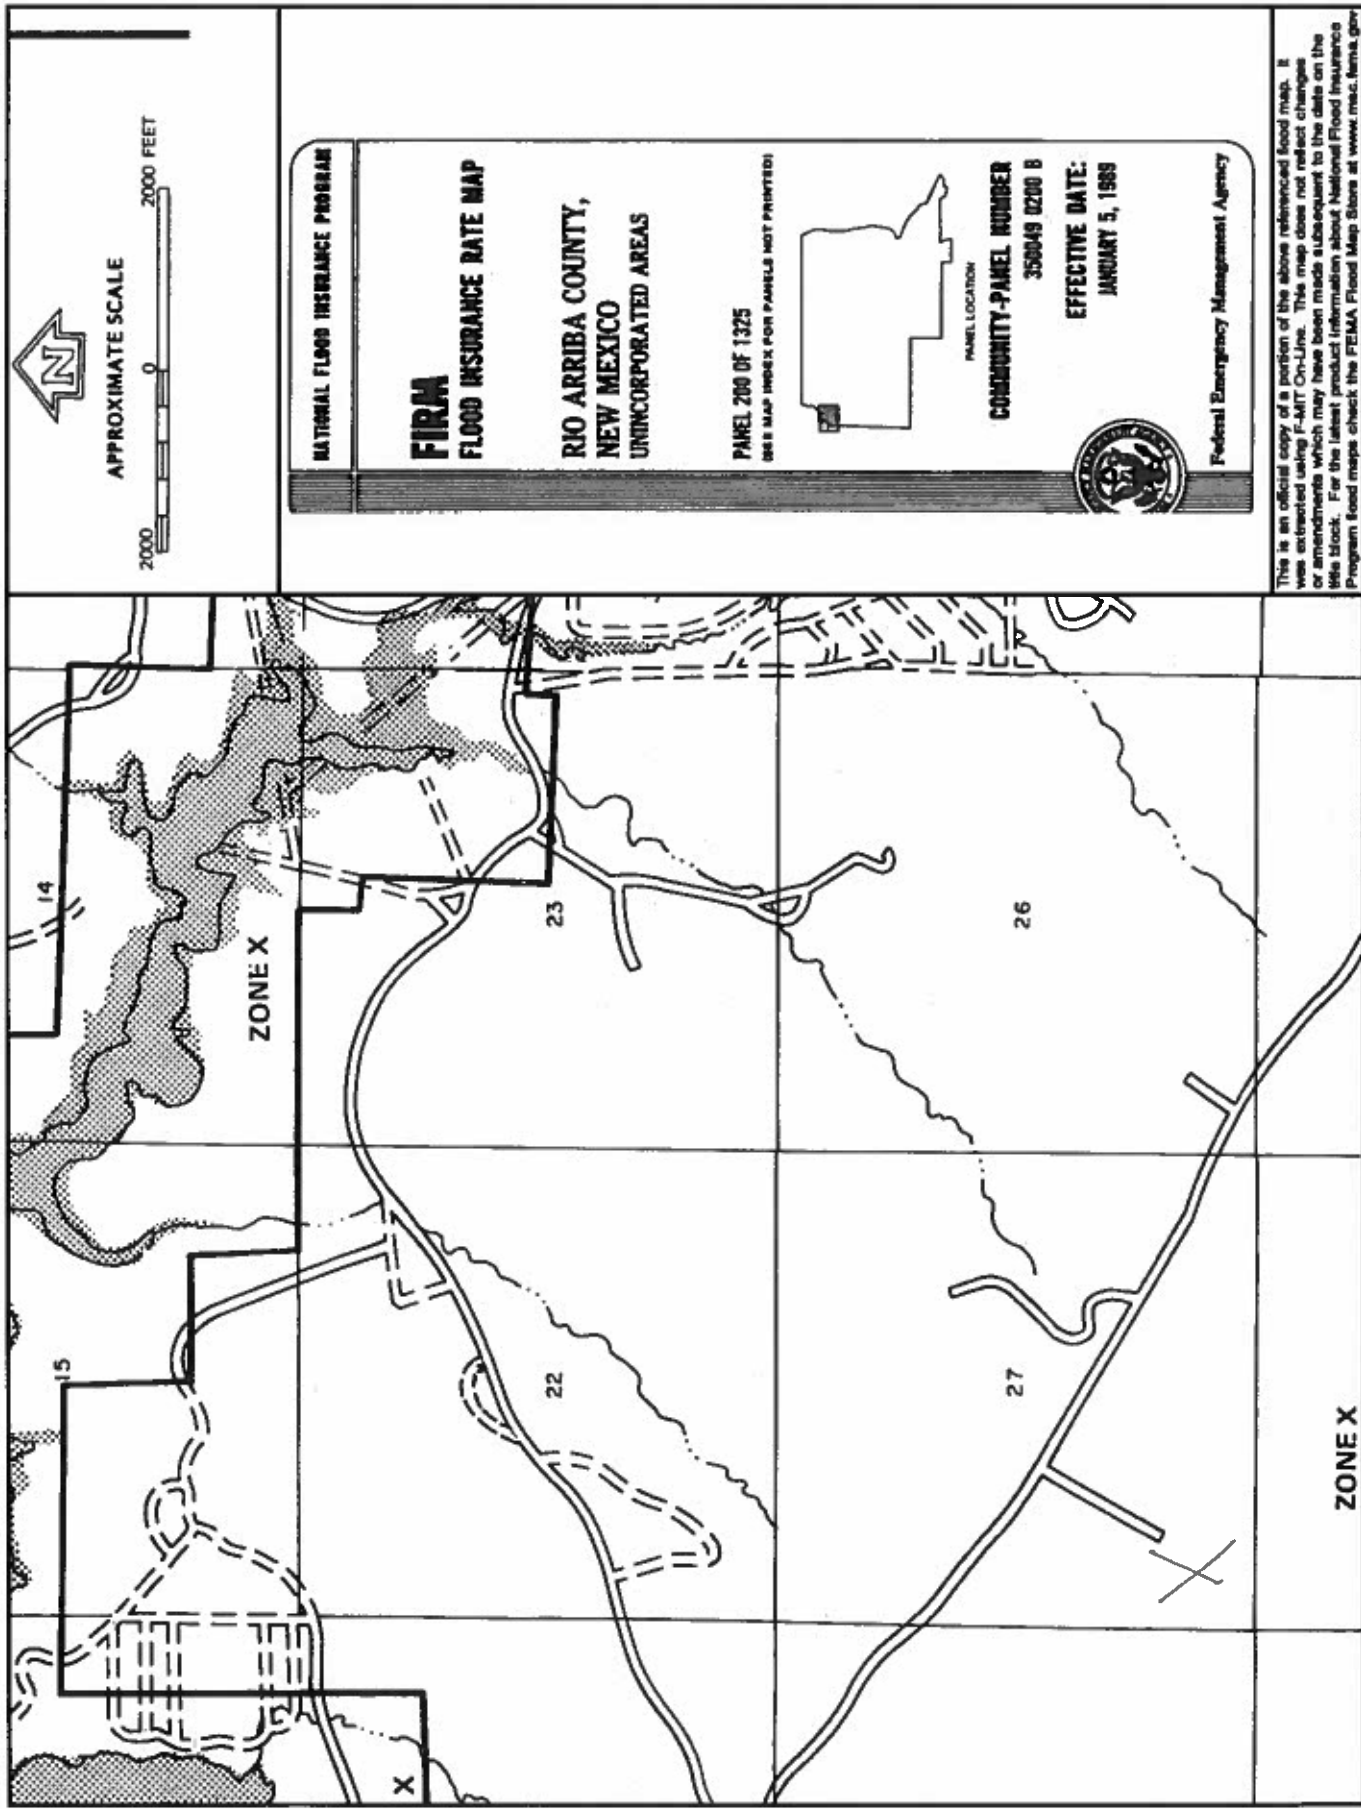 N
APPROXIMATE SCALE
2000 0 2000 FEET
NATIONAL FLOOD INSURANCE PROGRAM
FIRM
FLOOD INSURANCE RATE MAP
RIO ARRIBA COUNTY,
NEW MEXICO
UNINCORPORATED AREAS
PANEL 200 OF 1325
(SEE MAP INDEX FOR PANELS NOT PRINTED)
PANEL LOCATION
COMMUNITY-PANEL NUMBER
350049 0200 B
EFFECTIVE DATE:
JANUARY 5, 1989
Federal Emergency Management Agency
This is an official copy of a portion of the above referenced flood map. It
was extracted using F-MIT On-Line. This map does not reflect changes
or amendments which may have been made subsequent to the date on the
title block. For the latest product information about National Flood Insurance
Program flood maps check the FEMA Flood Map Store at www.msc.fema.gov
15
14
ZONE X
X
22
23
27
26
ZONE X